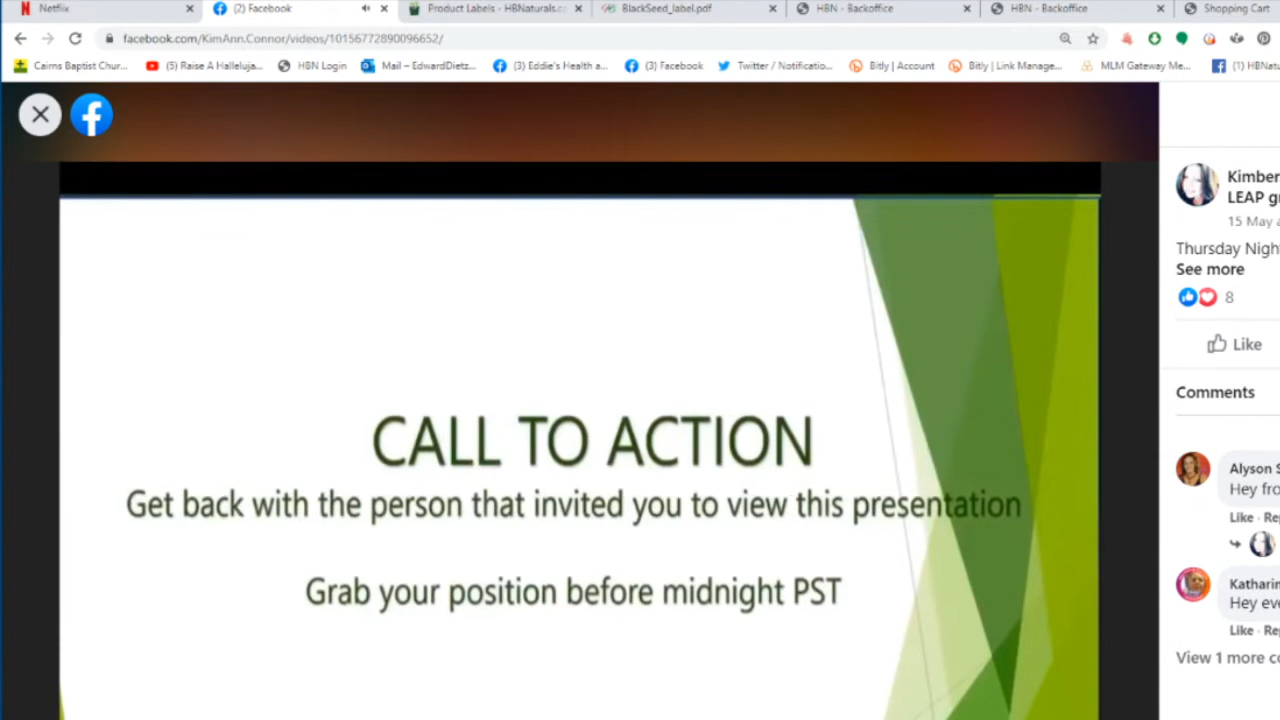 Netflix
(2) Facebook
Product Labels - HBNaturals.c
BlackSeed_label.pdf
HBN - Backoffice
HBN - Backoffice
Shopping Cart
facebook.com/KimAnn.Connor/videos/10156772890096652/
Cairns Baptist Chur...
(5) Raise A Halleluja...
HBN Login
Mail – EdwardDietz...
(3) Eddie's Health a...
(3) Facebook
Twitter / Notificatio...
Bitly | Account
Bitly | Link Manage...
MLM Gateway Me...
(1) HBNatu
Kimber
LEAP g
15 May a
Thursday Nigh
See more
8
Like
Comments
CALL TO ACTION
Get back with the person that invited you to view this presentation
Grab your position before midnight PST
Alyson S
Hey fro
Like · Re
Katharin
Hey eve
Like · Re
View 1 more co